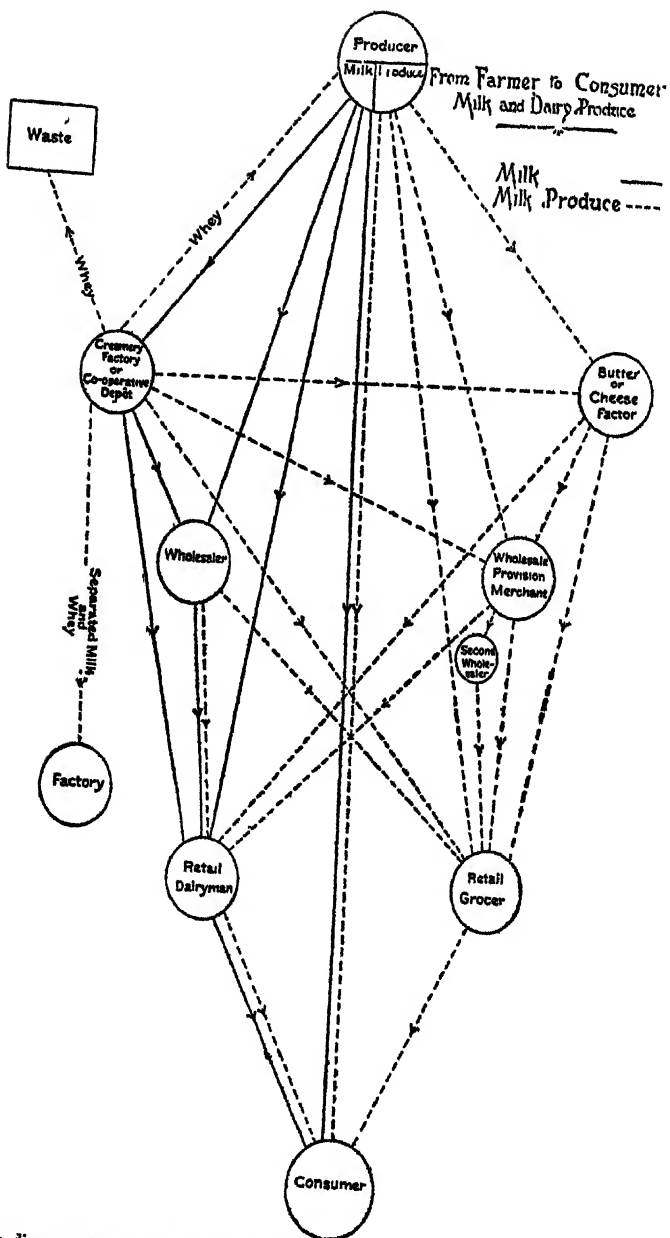 Producer
Milk Produce
From Farmer to Consumer
Milk and Dairy Produce
Waste
Milk
Milk Produce
Whey
Whey
Creamery
Factory
or
Co-operative
Depôt
Butter
or
Cheese
Factor
Wholesaler
Wholesale
Provision
Merchant
Second
Whole-
saler
Separated Milk
and
Whey
Factory
Retail
Dairyman
Retail
Grocer
Consumer